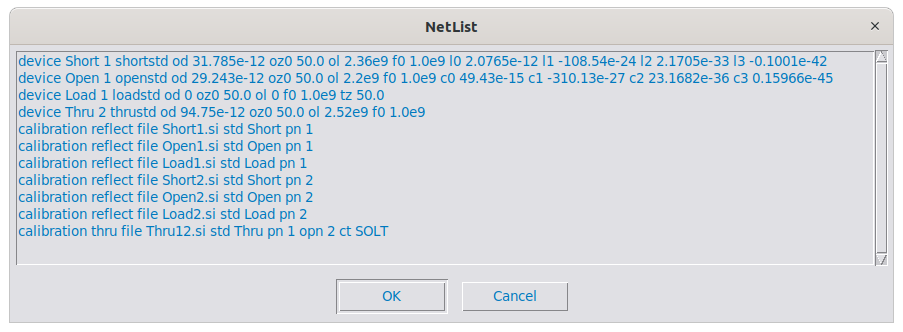 NetList
×
device Short 1 shortstd od 31.785e-12 oz0 50.0 ol 2.36e9 f0 1.0e9 l0 2.0765e-12 l1 -108.54e-24 l2 2.1705e-33 l3 -0.1001e-42
device Open 1 openstd od 29.243e-12 oz0 50.0 ol 2.2e9 f0 1.0e9 c0 49.43e-15 c1 -310.13e-27 c2 23.1682e-36 c3 0.15966e-45
device Load 1 loadstd od 0 oz0 50.0 ol 0 f0 1.0e9 tz 50.0
device Thru 2 thrustd od 94.75e-12 oz0 50.0 ol 2.52e9 f0 1.0e9
calibration reflect file Short1.si std Short pn 1
calibration reflect file Open1.si std Open pn 1
calibration reflect file Load1.si std Load pn 1
calibration reflect file Short2.si std Short pn 2
calibration reflect file Open2.si std Open pn 2
calibration reflect file Load2.si std Load pn 2
calibration thru file Thru12.si std Thru pn 1 opn 2 ct SOLT
OK Cancel